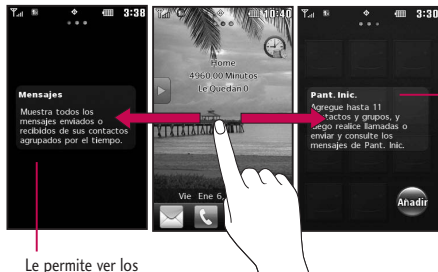 3:38
Mensajes
Muestra todos los
mensajes enviados o
recibidos de sus contactos
agrupados por el tiempo.
10:40
Home
4960.00 Minutos
Le Quedan 0
Vie Ene 6,
3:30
Pant. Inic.
Agregue hasta 11
contactos y grupos, y
luego realice llamadas o
enviar y consulte los
mensajes de Pant. Inic.
Añadir
Le permite ver los